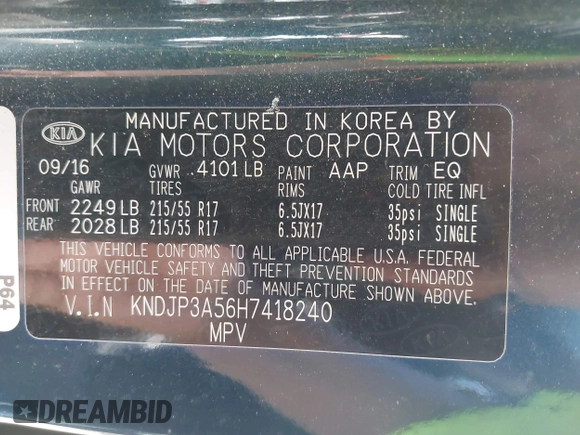 MANUFACTURED IN KOREA BY
KIA KIA MOTORS CORPORATION
09/16 GVWR 4101 LB PAINT AAP TRIM EQ
GAWR TIRES RIMS COLD TIRE INFL
FRONT 2249 LB 215/55 R17 6.5JX17 35psi SINGLE
REAR 2028 LB 215/55 R17 6.5JX17 35psi SINGLE
THIS VEHICLE CONFORMS TO ALL APPLICABLE U.S.A. FEDERAL
MOTOR VEHICLE SAFETY AND THEFT PREVENTION STANDARDS
IN EFFECT ON THE DATE OF MANUFACTURE SHOWN ABOVE.
V.I.N KNDJP3A56H7418240
MPV
P64
DREAMBID